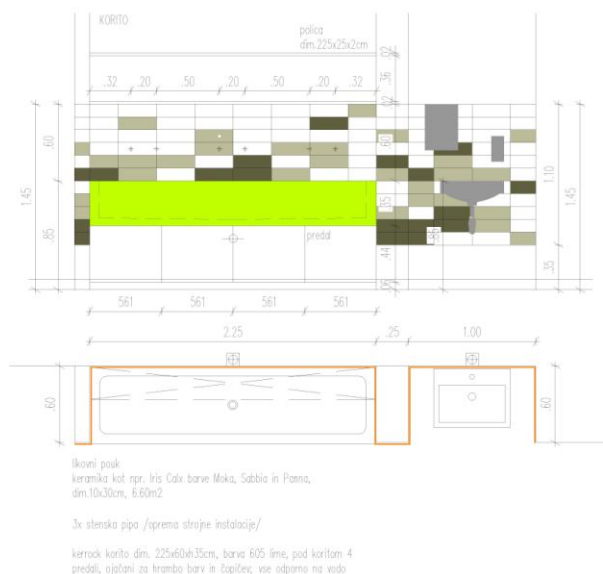 KORITO
polica
dim.225x25x2cm
.02
.36
.02
.32 .20 .50 .20 .50 .20 .32
.60
.60
1.45
1.10
1.45
.85
.35
.85
predal
.44
.35
.06
561 561 561 561
2.25 .25 1.00
.60
.60
likovni pouk
keramika kot npr. Iris Calx barve Moka, Sabbia in Panna,
dim.10x30cm, 6.60m2
3x stenska pipa /oprema strojne instalacije/
kerrock korito dim. 225x60xh35cm, barva 605 lime, pod koritom 4
predali, ojačani za hrambo barv in čopičev; vse odporno na vodo